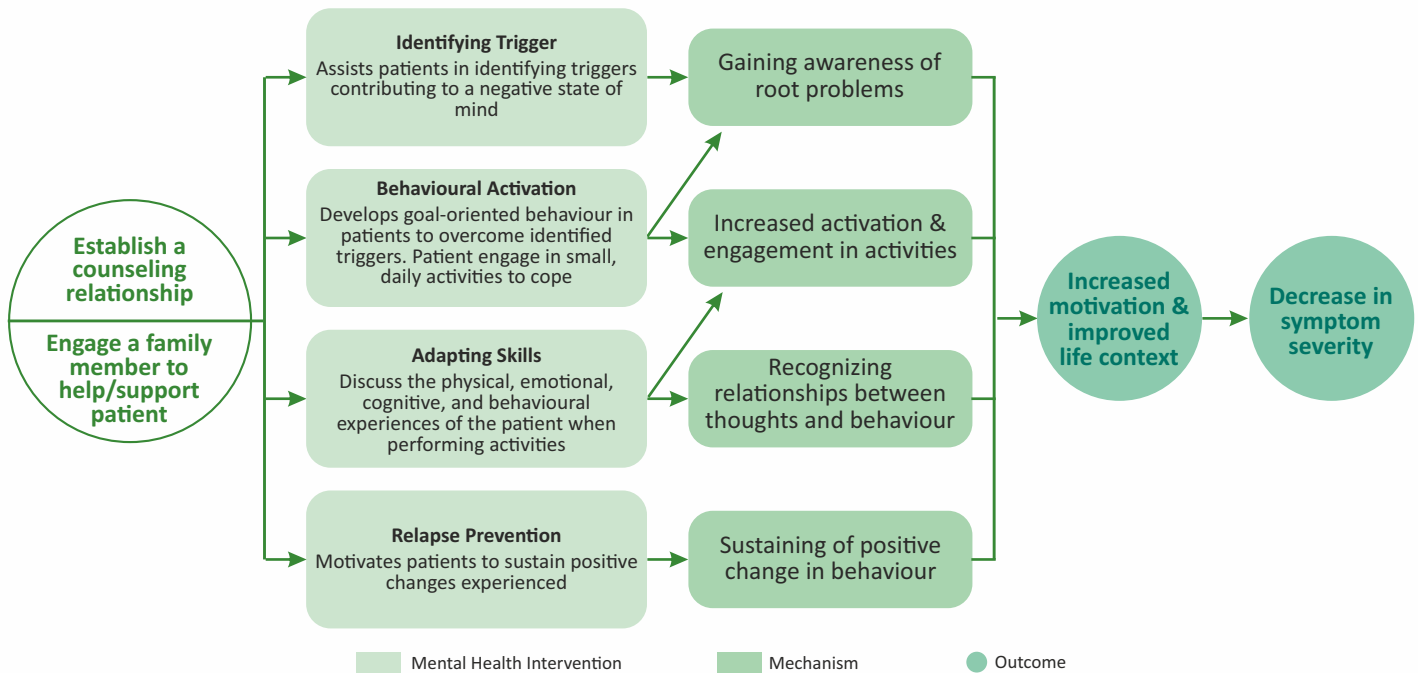 Establish a
counseling
relationship
Engage a family
member to
help/support
patient
Identifying Trigger
Assists patients in identifying triggers
contributing to a negative state of
mind
Behavioural Activation
Develops goal-oriented behaviour in
patients to overcome identified
triggers. Patient engage in small,
daily activities to cope
Adapting Skills
Discuss the physical, emotional,
cognitive, and behavioural
experiences of the patient when
performing activities
Relapse Prevention
Motivates patients to sustain positive
changes experienced
Gaining awareness of
root problems
Increased activation &
engagement in activities
Recognizing
relationships between
thoughts and behaviour
Sustaining of positive
change in behaviour
Increased
motivation &
improved
life context
Decrease in
symptom
severity
Mental Health Intervention
Mechanism
Outcome